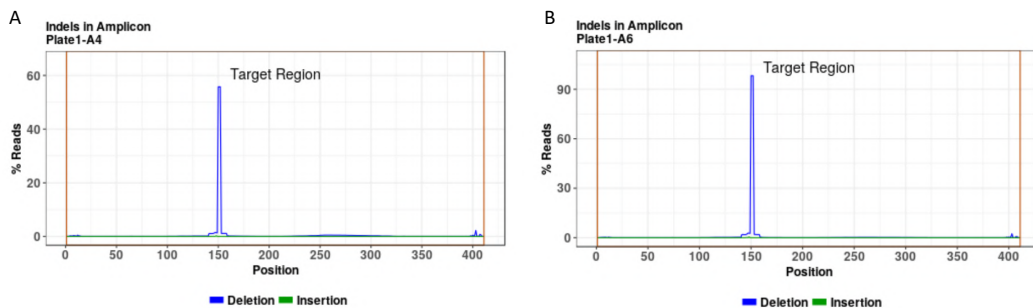 A
Indels in Amplicon
Plate1-A4
Target Region
60
40
20
0
% Reads
0 50 100 150 200 250 300 350 400
Position
Deletion Insertion
B
Indels in Amplicon
Plate1-A6
Target Region
90
60
30
0
% Reads
0 50 100 150 200 250 300 350 400
Position
Deletion Insertion